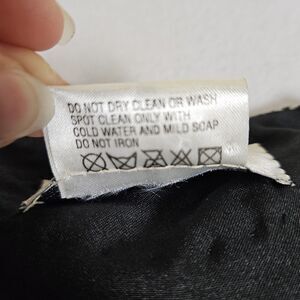 DO NOT DRY CLEAN OR WASH
SPOT CLEAN ONLY WITH
COLD WATER AND MILD SOAP
DO NOT IRON